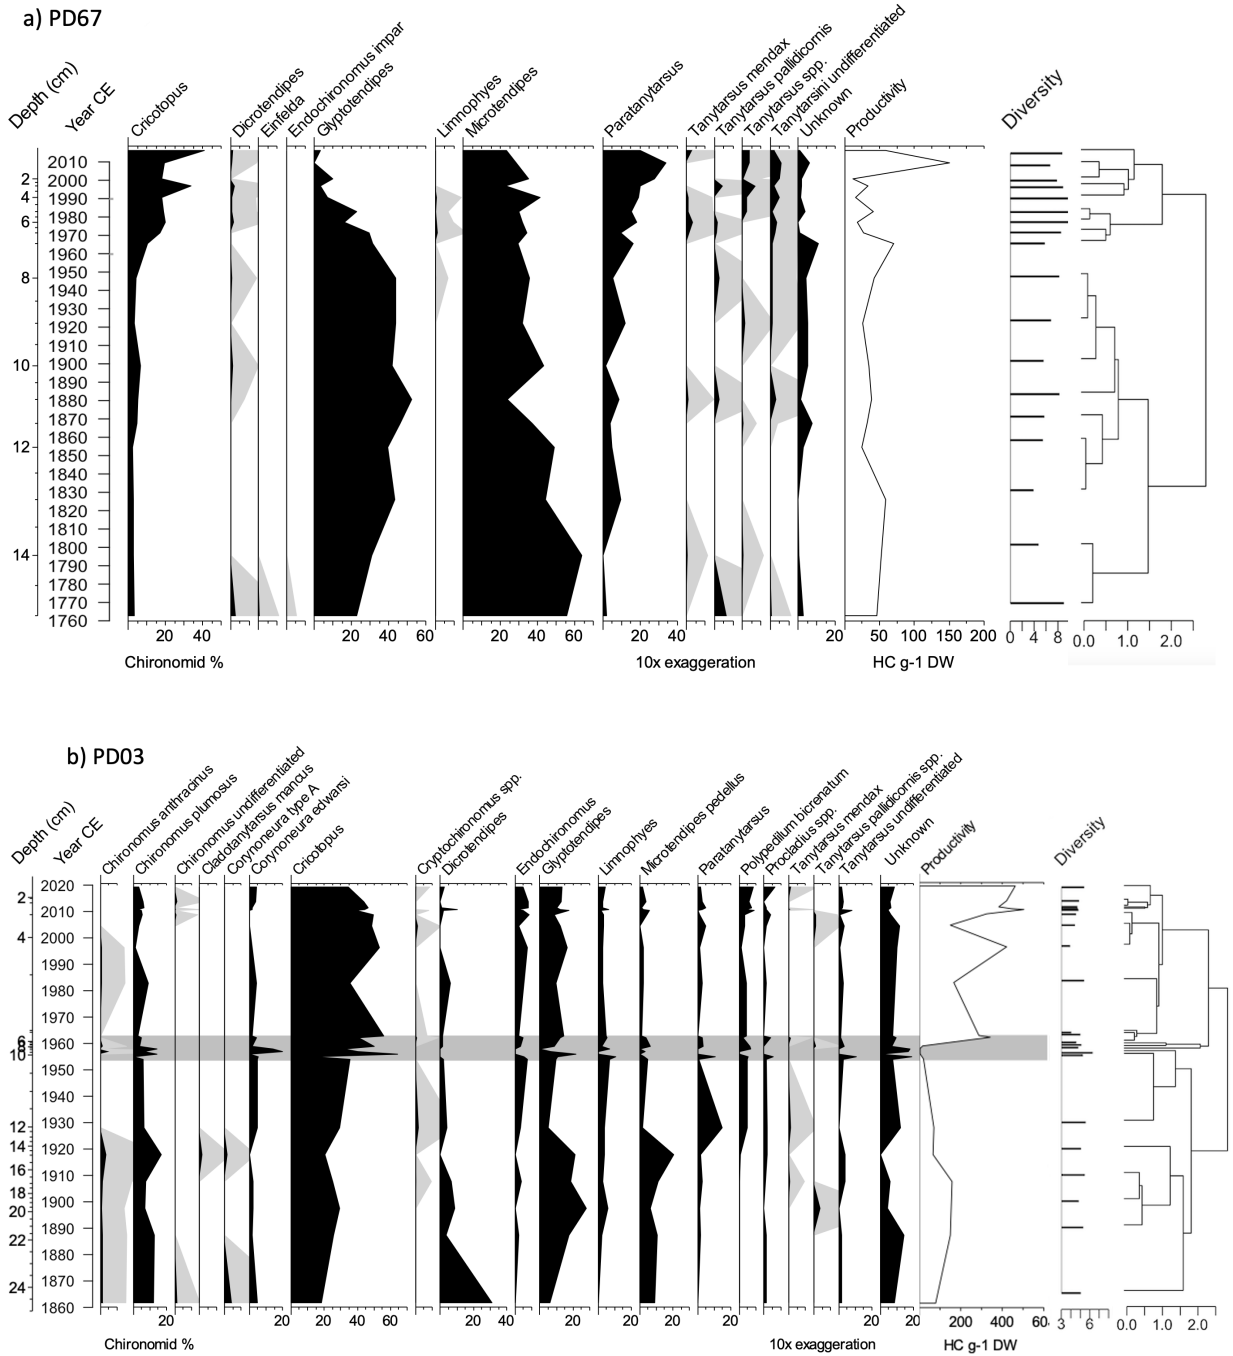 a) PD67
Depth (cm)
Year CE
Cricotopus
Dicrotendipes
Einfelda
Endochironomus impar
Glyptotendipes
Limnophyes
Microtendipes
Paratanytarsus
Tanytarsus mendax
Tanytarsus pallidicornis
Tanytarsus spp.
Tanytarsini undifferentiated
Unknown
Productivity
Diversity
2010
2 2000
4 1990
1980
6 1970
1960
8 1950
1940
1930
1920
1910
10 1900
1890
1880
1870
1860
12 1850
1840
1830
1820
1810
14 1800
1790
1780
1770
1760
20 40 20 40 60 20 40 60 20 40 20 50 100 150 200 0 4 8 0.0 1.0 2.0
Chironomid % 10x exaggeration HC g-1 DW
b) PD03
Depth (cm)
Year CE
Chironomus anthracinus
Chironomus plumosus
Chironomus undifferentiated
Cladotanytarsus mancus
Corynoneura type A
Corynoneura edwarsi
Cricotopus
Cryptochironomus spp.
Dicrotendipes
Endochironomus
Glyptotendipes
Limnophyes
Microtendipes pedellus
Paratanytarsus
Polypedilum bicrenatum
Procladius spp.
Tanytarsus mendax
Tanytarsus pallidicornis spp.
Tanytarsus undifferentiated
Unknown
Productivity
Diversity
2020
2 2010
4 2000
1990
1980
1970
6 1960
8
10 1950
1940
1930
12 1920
14 1910
16 1900
18 1890
20 1880
22 1870
24 1860
20 20 20 40 60 20 20 20 20 20 20 20 20 20 200 400 60 3 6 0.0 1.0 2.0
Chironomid % 10x exaggeration HC g-1 DW